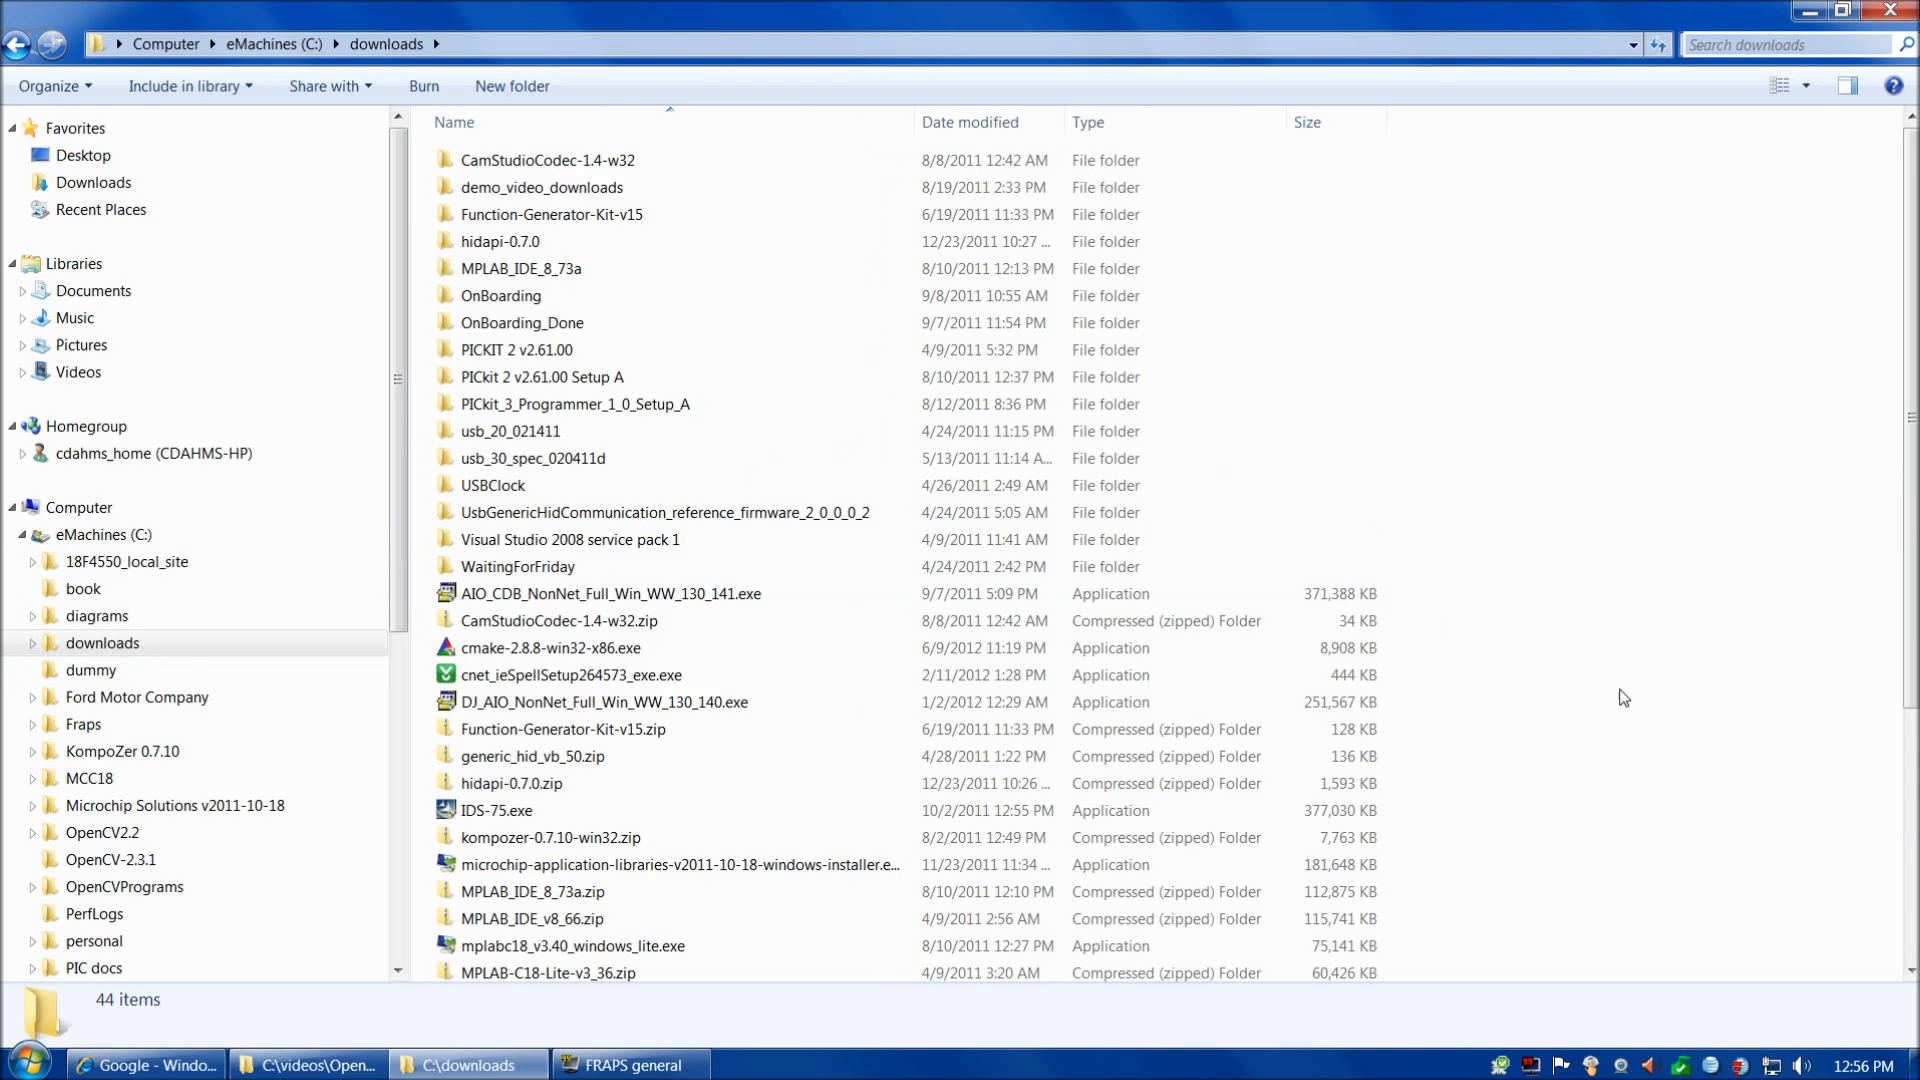 Computer eMachines (C:) downloads
Search downloads
Organize Include in library Share with Burn New folder
Name Date modified Type Size
Favorites
Desktop
Downloads
Recent Places
Libraries
Documents
Music
Pictures
Videos
Homegroup
cdahms_home (CDAHMS-HP)
Computer
eMachines (C:)
18F4550_local_site
book
diagrams
downloads
dummy
Ford Motor Company
Fraps
KompoZer 0.7.10
MCC18
Microchip Solutions v2011-10-18
OpenCV2.2
OpenCV-2.3.1
OpenCVPrograms
PerfLogs
personal
PIC docs
CamStudioCodec-1.4-w32 8/8/2011 12:42 AM File folder
demo_video_downloads 8/19/2011 2:33 PM File folder
Function-Generator-Kit-v15 6/19/2011 11:33 PM File folder
hidapi-0.7.0 12/23/2011 10:27 ... File folder
MPLAB_IDE_8_73a 8/10/2011 12:13 PM File folder
OnBoarding 9/8/2011 10:55 AM File folder
OnBoarding_Done 9/7/2011 11:54 PM File folder
PICKIT 2 v2.61.00 4/9/2011 5:32 PM File folder
PICkit 2 v2.61.00 Setup A 8/10/2011 12:37 PM File folder
PICkit_3_Programmer_1_0_Setup_A 8/12/2011 8:36 PM File folder
usb_20_021411 4/24/2011 11:15 PM File folder
usb_30_spec_020411d 5/13/2011 11:14 A... File folder
USBClock 4/26/2011 2:49 AM File folder
UsbGenericHidCommunication_reference_firmware_2_0_0_0_2 4/24/2011 5:05 AM File folder
Visual Studio 2008 service pack 1 4/9/2011 11:41 AM File folder
WaitingForFriday 4/24/2011 2:42 PM File folder
AIO_CDB_NonNet_Full_Win_WW_130_141.exe 9/7/2011 5:09 PM Application 371,388 KB
CamStudioCodec-1.4-w32.zip 8/8/2011 12:42 AM Compressed (zipped) Folder 34 KB
cmake-2.8.8-win32-x86.exe 6/9/2012 11:19 PM Application 8,908 KB
cnet_ieSpellSetup264573_exe.exe 2/11/2012 1:28 PM Application 444 KB
DJ_AIO_NonNet_Full_Win_WW_130_140.exe 1/2/2012 12:29 AM Application 251,567 KB
Function-Generator-Kit-v15.zip 6/19/2011 11:33 PM Compressed (zipped) Folder 128 KB
generic_hid_vb_50.zip 4/28/2011 1:22 PM Compressed (zipped) Folder 136 KB
hidapi-0.7.0.zip 12/23/2011 10:26 ... Compressed (zipped) Folder 1,593 KB
IDS-75.exe 10/2/2011 12:55 PM Application 377,030 KB
kompozer-0.7.10-win32.zip 8/2/2011 12:49 PM Compressed (zipped) Folder 7,763 KB
microchip-application-libraries-v2011-10-18-windows-installer.e... 11/23/2011 11:34 ... Application 181,648 KB
MPLAB_IDE_8_73a.zip 8/10/2011 12:10 PM Compressed (zipped) Folder 112,875 KB
MPLAB_IDE_v8_66.zip 4/9/2011 2:56 AM Compressed (zipped) Folder 115,741 KB
mplabc18_v3.40_windows_lite.exe 8/10/2011 12:27 PM Application 75,141 KB
MPLAB-C18-Lite-v3_36.zip 4/9/2011 3:20 AM Compressed (zipped) Folder 60,426 KB
44 items
Google - Windo... C:\videos\Open... C:\downloads FRAPS general 12:56 PM